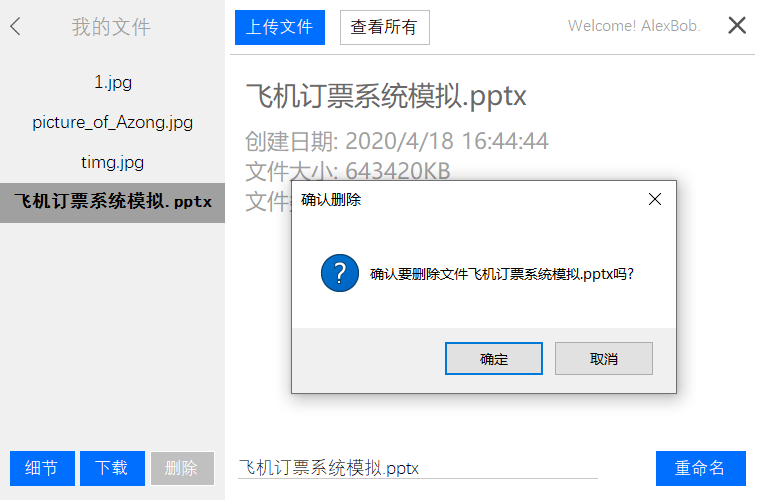 我的文件
上传文件
查看所有
Welcome! AlexBob.
1.jpg
picture_of_Azong.jpg
timg.jpg
飞机订票系统模拟.pptx
飞机订票系统模拟.pptx
创建日期: 2020/4/18 16:44:44
文件大小: 643420KB
文件
确认删除
确认要删除文件飞机订票系统模拟.pptx吗?
确定
取消
细节
下载
删除
飞机订票系统模拟.pptx
重命名